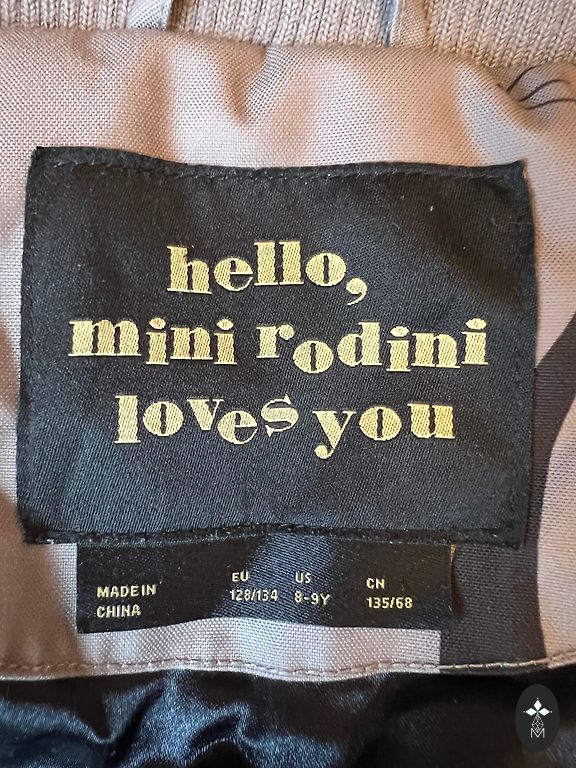 hello,
mini rodini
loves you
MADE IN CHINA
EU 128/134
US 8-9Y
CN 135/68
M